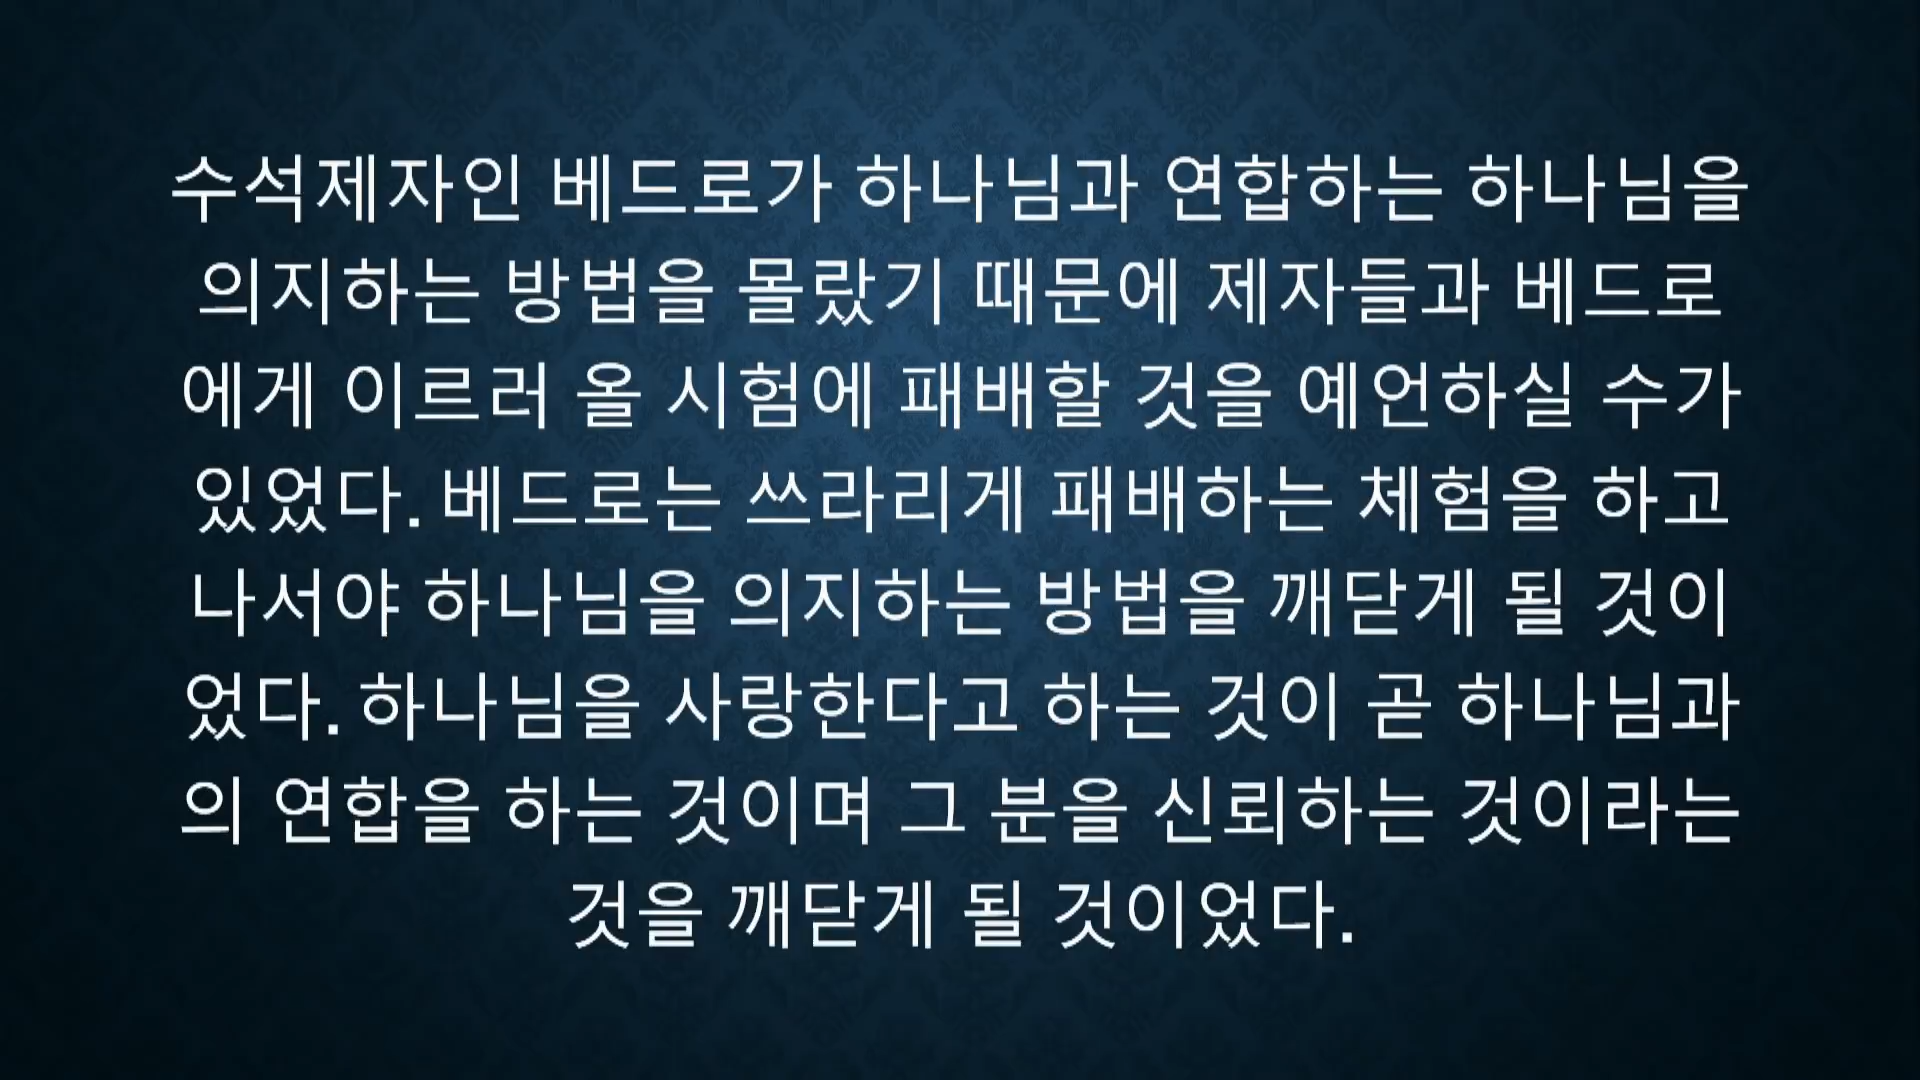 수석제자인 베드로가 하나님과 연합하는 하나님을
의지하는 방법을 몰랐기 때문에 제자들과 베드로
에게 이르러 올 시험에 패배할 것을 예언하실 수가
있었다. 베드로는 쓰라리게 패배하는 체험을 하고
나서야 하나님을 의지하는 방법을 깨닫게 될 것이
었다. 하나님을 사랑한다고 하는 것이 곧 하나님과
의 연합을 하는 것이며 그 분을 신뢰하는 것이라는
것을 깨닫게 될 것이었다.